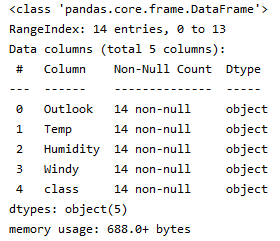 <class 'pandas.core.frame.DataFrame'>
RangeIndex: 14 entries, 0 to 13
Data columns (total 5 columns):
 #   Column    Non-Null Count  Dtype
---  ------    --------------  -----
 0   Outlook   14 non-null     object
 1   Temp      14 non-null     object
 2   Humidity  14 non-null     object
 3   Windy     14 non-null     object
 4   class     14 non-null     object
dtypes: object(5)
memory usage: 688.0+ bytes